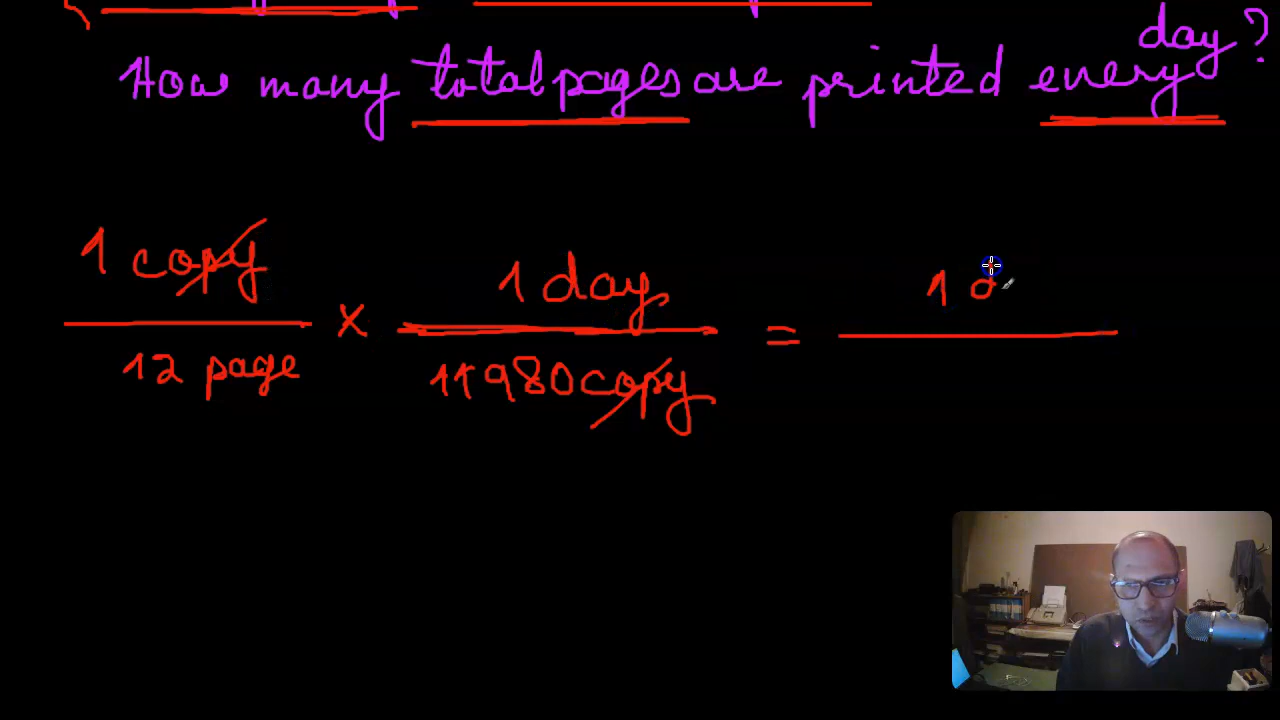 day?
How many total pages are printed every
1 copy 1 day 1 d
× =
12 page 11980 copy